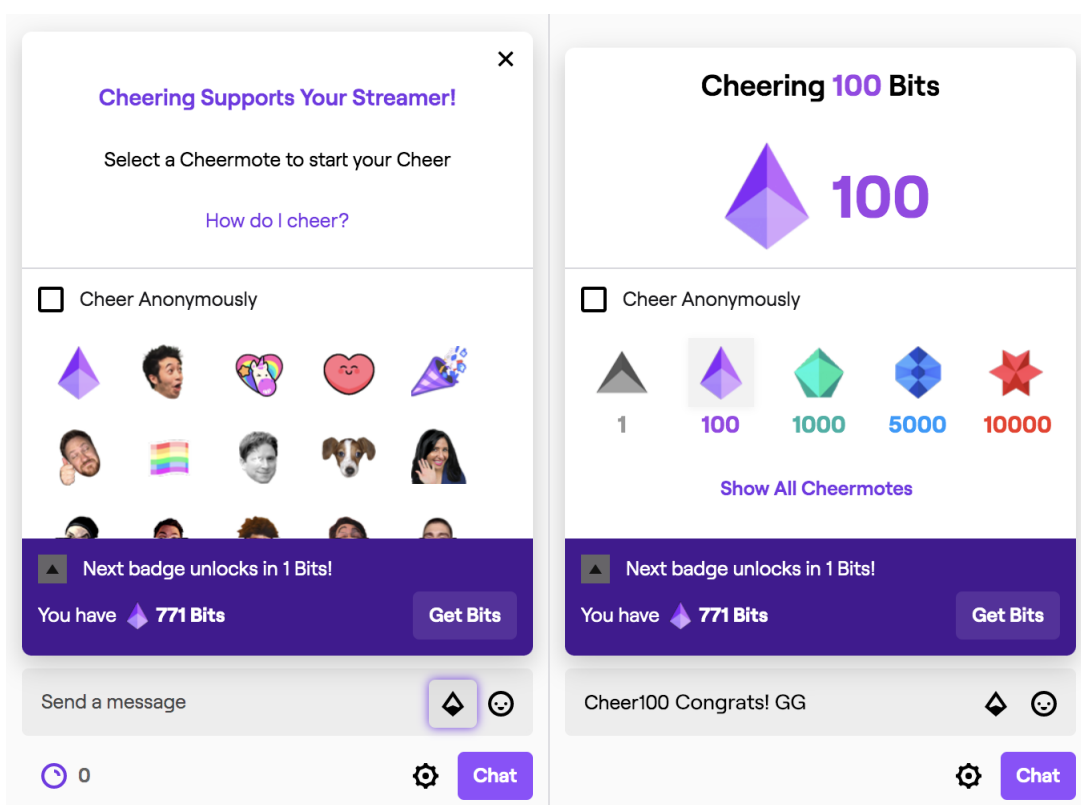 Cheering Supports Your Streamer!
Select a Cheermote to start your Cheer
How do I cheer?
Cheer Anonymously
Next badge unlocks in 1 Bits!
You have 771 Bits
Get Bits
Send a message
0
Chat
Cheering 100 Bits
100
Cheer Anonymously
1 100 1000 5000 10000
Show All Cheermotes
Next badge unlocks in 1 Bits!
You have 771 Bits
Get Bits
Cheer100 Congrats! GG
Chat